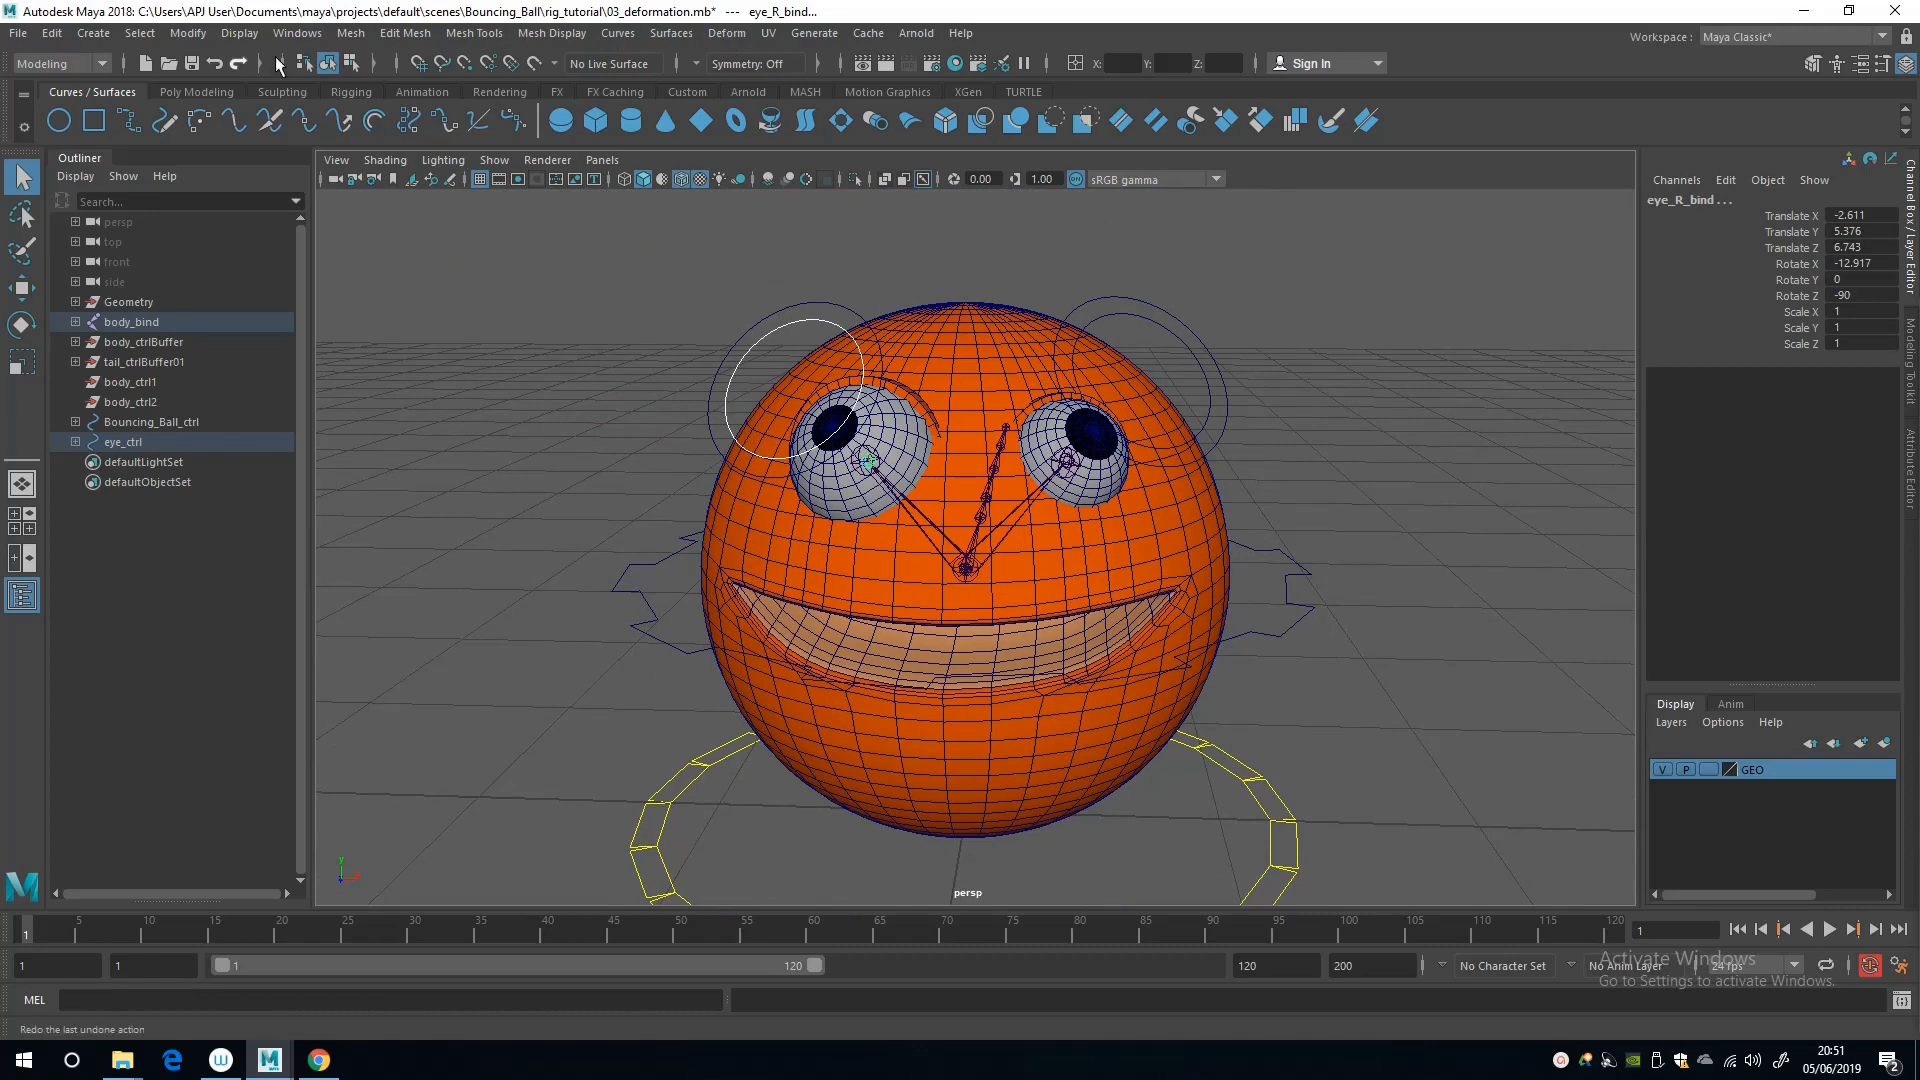 Autodesk Maya 2018: C:\Users\APJ User\Documents\maya\projects\default\scenes\Bouncing_Ball\rig_tutorial\03_deformation.mb* --- eye_R_bind...
File Edit Create Select Modify Display Windows Mesh Edit Mesh Mesh Tools Mesh Display Curves Surfaces Deform UV Generate Cache Arnold Help
Workspace : Maya Classic*
Modeling No Live Surface Symmetry: Off X: Y: Z: Sign In
Curves / Surfaces Poly Modeling Sculpting Rigging Animation Rendering FX FX Caching Custom Arnold MASH Motion Graphics XGen TURTLE
Outliner
Display Show Help
Search...
persp
top
front
side
Geometry
body_bind
body_ctrlBuffer
tail_ctrlBuffer01
body_ctrl1
body_ctrl2
Bouncing_Ball_ctrl
eye_ctrl
defaultLightSet
defaultObjectSet
View Shading Lighting Show Renderer Panels
0.00 1.00 sRGB gamma
persp
y
Channels Edit Object Show
eye_R_bind . . .
Translate X -2.611
Translate Y 5.376
Translate Z 6.743
Rotate X -12.917
Rotate Y 0
Rotate Z -90
Scale X 1
Scale Y 1
Scale Z 1
Display Anim
Layers Options Help
V P GEO
Channel Box / Layer Editor
Modeling Toolkit
Attribute Editor
5 10 15 20 25 30 35 40 45 50 55 60 65 70 75 80 85 90 95 100 105 110 115 120
1 1
1 1 1 120 120 200 No Character Set No Anim Layer 24 fps
Activate Windows
Go to Settings to activate Windows.
MEL
Redo the last undone action
20:51
05/06/2019
2